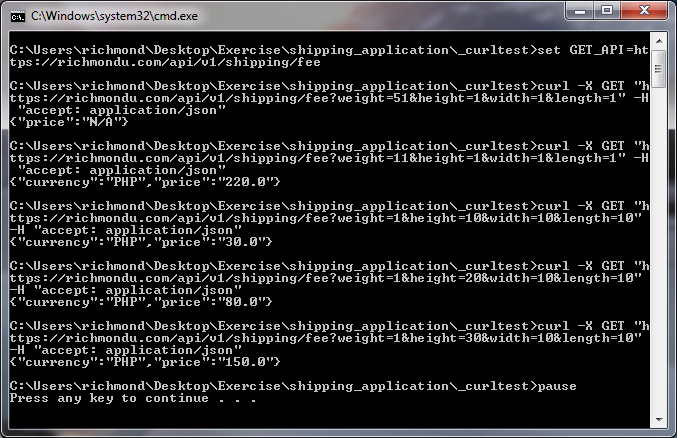 C:\Windows\system32\cmd.exe
C:\Users\richmond\Desktop\Exercise\shipping_application\_curltest>set GET_API=ht
tps://richmondu.com/api/v1/shipping/fee
C:\Users\richmond\Desktop\Exercise\shipping_application\_curltest>curl -X GET "h
ttps://richmondu.com/api/v1/shipping/fee?weight=51&height=1&width=1&length=1" -H
"accept: application/json"
{"price":"N/A"}
C:\Users\richmond\Desktop\Exercise\shipping_application\_curltest>curl -X GET "h
ttps://richmondu.com/api/v1/shipping/fee?weight=11&height=1&width=1&length=1" -H
"accept: application/json"
{"currency":"PHP","price":"220.0"}
C:\Users\richmond\Desktop\Exercise\shipping_application\_curltest>curl -X GET "h
ttps://richmondu.com/api/v1/shipping/fee?weight=1&height=10&width=10&length=10"
-H "accept: application/json"
{"currency":"PHP","price":"30.0"}
C:\Users\richmond\Desktop\Exercise\shipping_application\_curltest>curl -X GET "h
ttps://richmondu.com/api/v1/shipping/fee?weight=1&height=20&width=10&length=10"
-H "accept: application/json"
{"currency":"PHP","price":"80.0"}
C:\Users\richmond\Desktop\Exercise\shipping_application\_curltest>curl -X GET "h
ttps://richmondu.com/api/v1/shipping/fee?weight=1&height=30&width=10&length=10"
-H "accept: application/json"
{"currency":"PHP","price":"150.0"}
C:\Users\richmond\Desktop\Exercise\shipping_application\_curltest>pause
Press any key to continue . . .